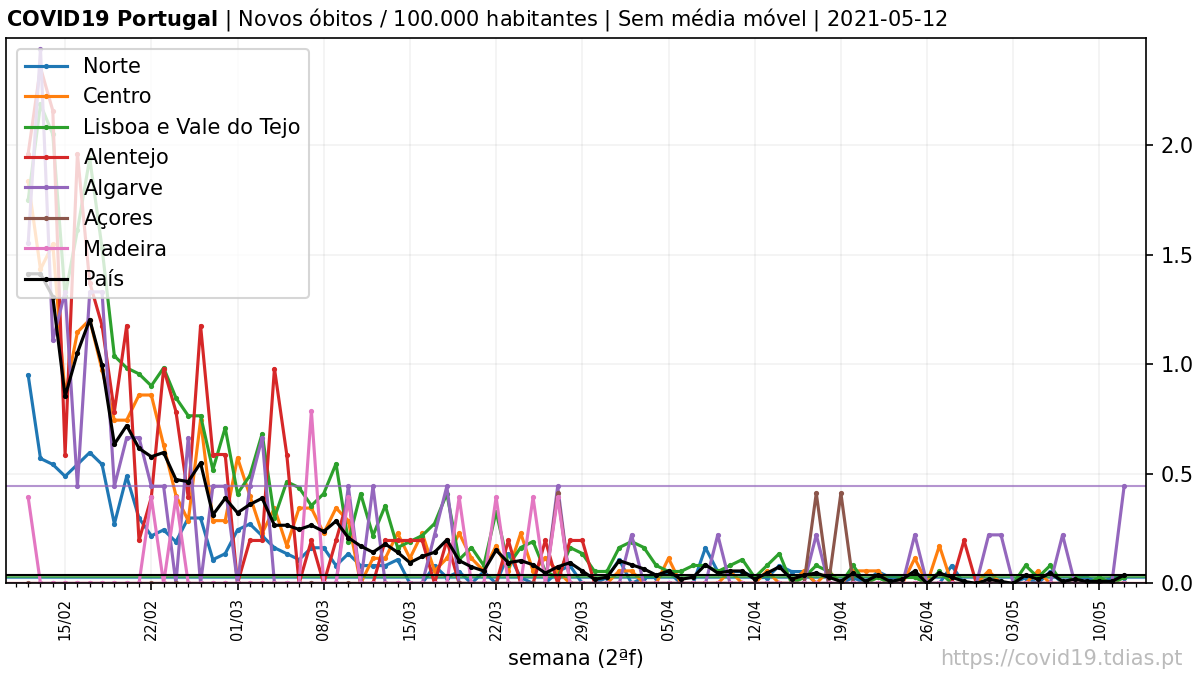 COVID19 Portugal | Novos óbitos / 100.000 habitantes | Sem média móvel | 2021-05-12
Norte
Centro
Lisboa e Vale do Tejo
Alentejo
Algarve
Açores
Madeira
País
2.0
1.5
1.0
0.5
0.0
15/02
22/02
01/03
08/03
15/03
22/03
29/03
05/04
12/04
19/04
26/04
03/05
10/05
semana (2ªf)
https://covid19.tdias.pt